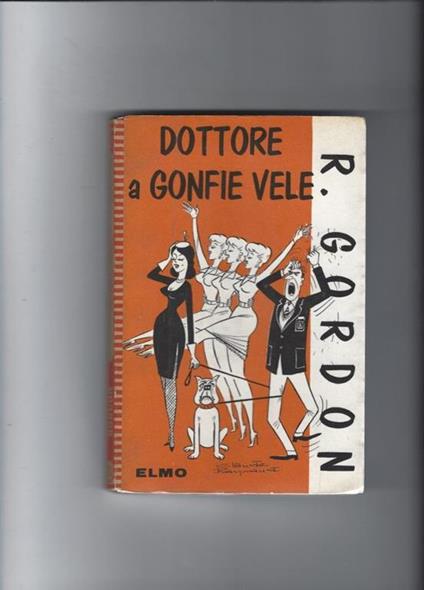 DOTTORE
a GONFIE VELE
R. GORDON
ELMO